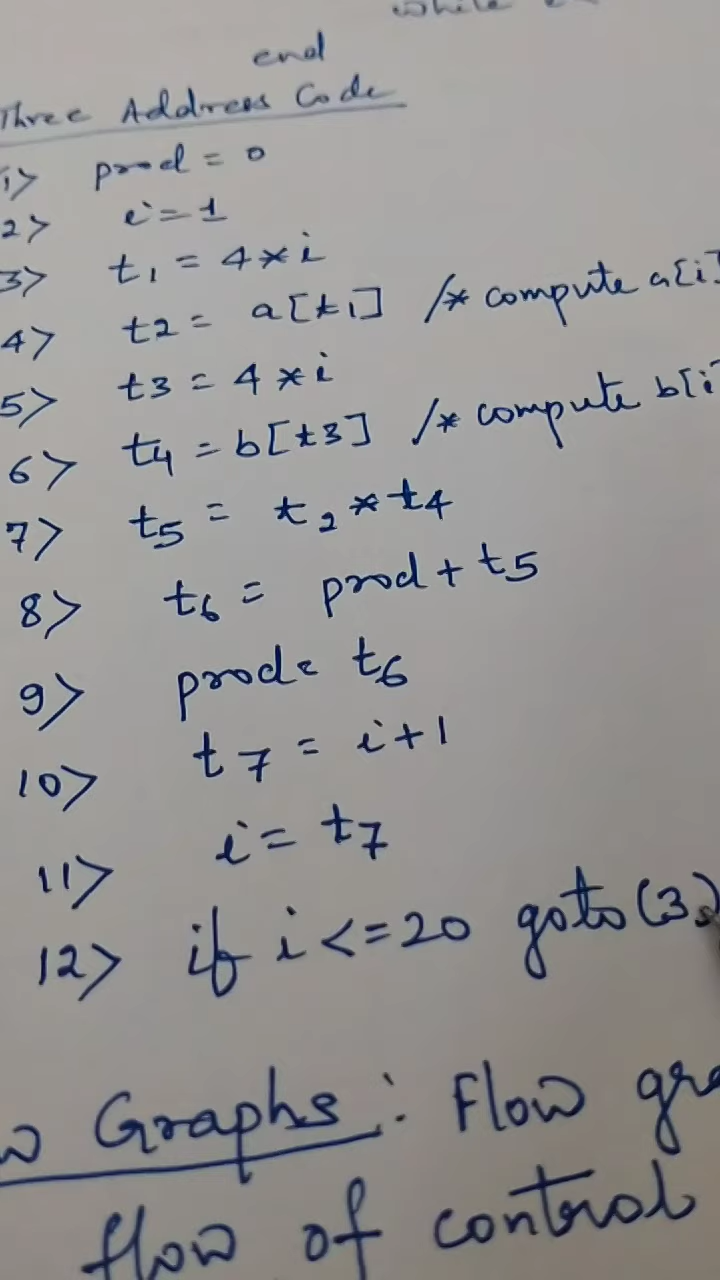 while
end
Three Address Code
1> prod = 0
2> i = 1
3> t1 = 4 * i
4> t2 = a[t1] /* compute a[i]
5> t3 = 4 * i
6> t4 = b[t3] /* compute b[i]
7> t5 = t2 * t4
8> t6 = prod + t5
9> prod = t6
10> t7 = i + 1
11> i = t7
12> if i <= 20 goto (3)
Graphs: Flow
flow of control